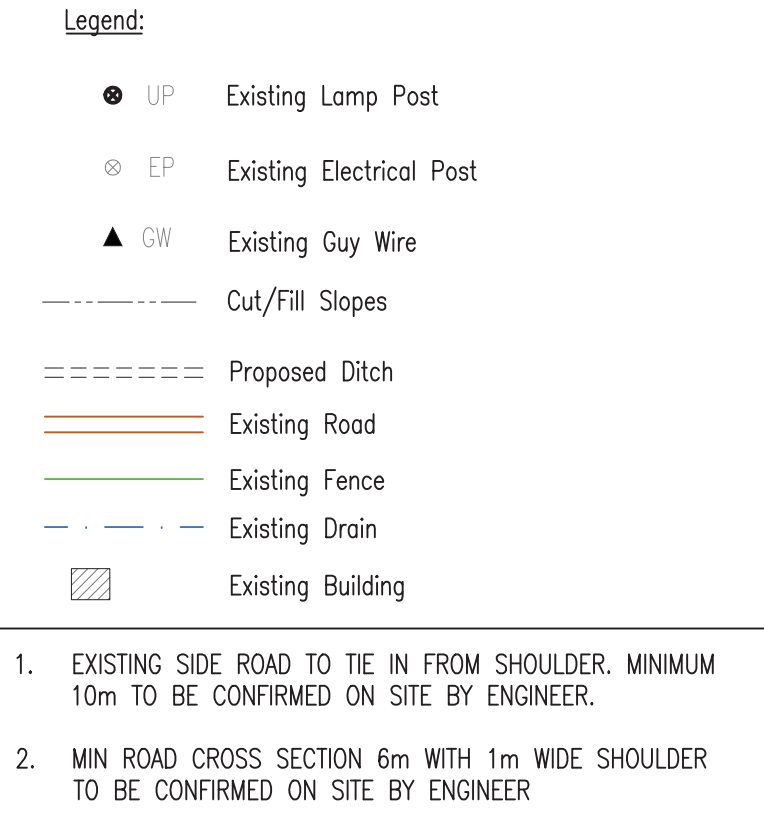 Legend:
UP Existing Lamp Post
EP Existing Electrical Post
GW Existing Guy Wire
Cut/Fill Slopes
Proposed Ditch
Existing Road
Existing Fence
Existing Drain
Existing Building
1. EXISTING SIDE ROAD TO TIE IN FROM SHOULDER. MINIMUM
10m TO BE CONFIRMED ON SITE BY ENGINEER.
2. MIN ROAD CROSS SECTION 6m WITH 1m WIDE SHOULDER
TO BE CONFIRMED ON SITE BY ENGINEER